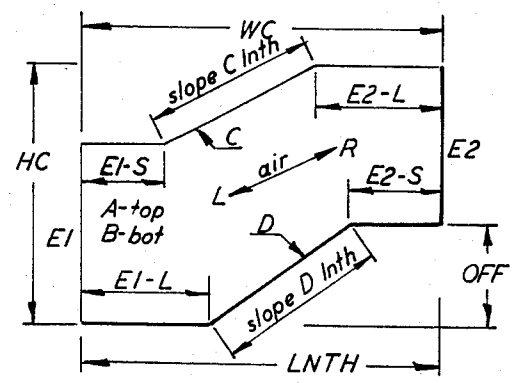 WC
slope C lnth
E2-L
HC
C
E1-S
air
R
E2
E2-S
L
A-top
B-bot
E1
D
E1-L
slope D lnth
OFF
LNTH